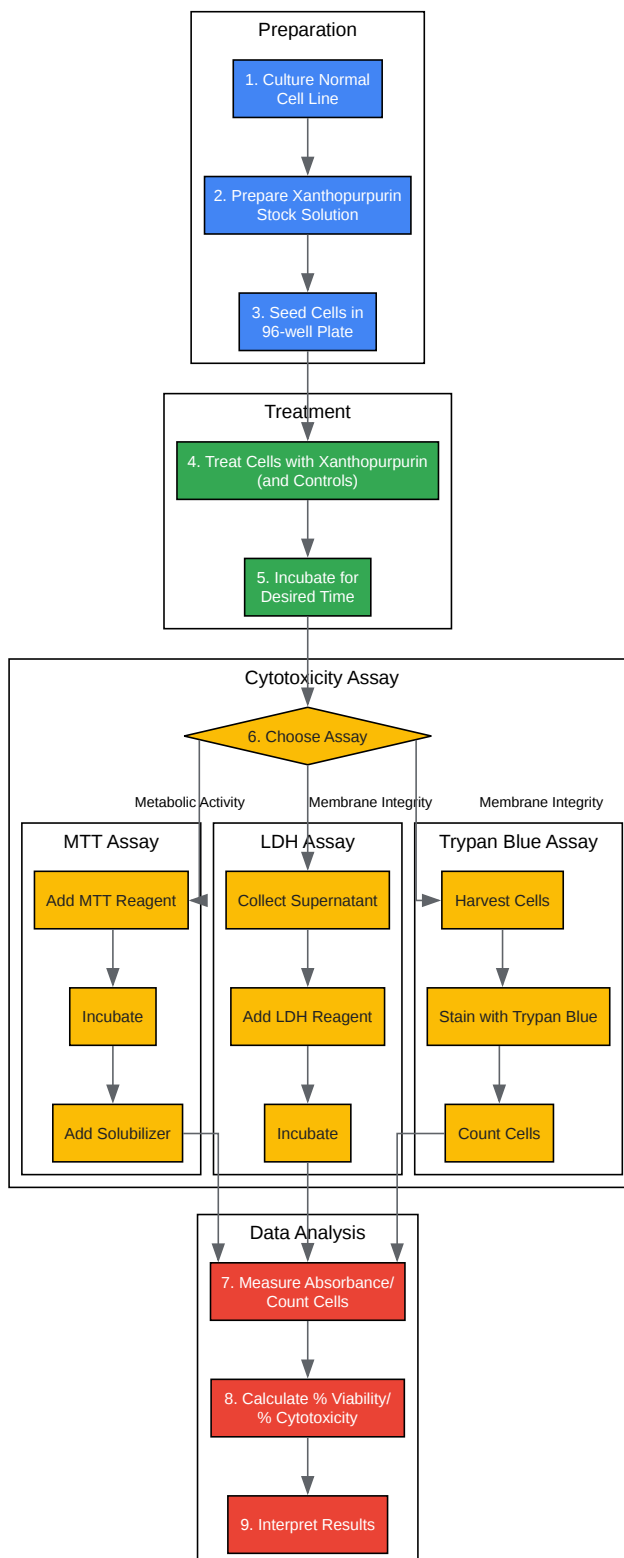 Preparation
1. Culture Normal
Cell Line
2. Prepare Xanthopurpurin
Stock Solution
3. Seed Cells in
96-well Plate
Treatment
4. Treat Cells with Xanthopurpurin
(and Controls)
5. Incubate for
Desired Time
Cytotoxicity Assay
6. Choose Assay
Metabolic Activity
Membrane Integrity
Membrane Integrity
MTT Assay
Add MTT Reagent
Incubate
Add Solubilizer
LDH Assay
Collect Supernatant
Add LDH Reagent
Incubate
Trypan Blue Assay
Harvest Cells
Stain with Trypan Blue
Count Cells
Data Analysis
7. Measure Absorbance/
Count Cells
8. Calculate % Viability/
% Cytotoxicity
9. Interpret Results